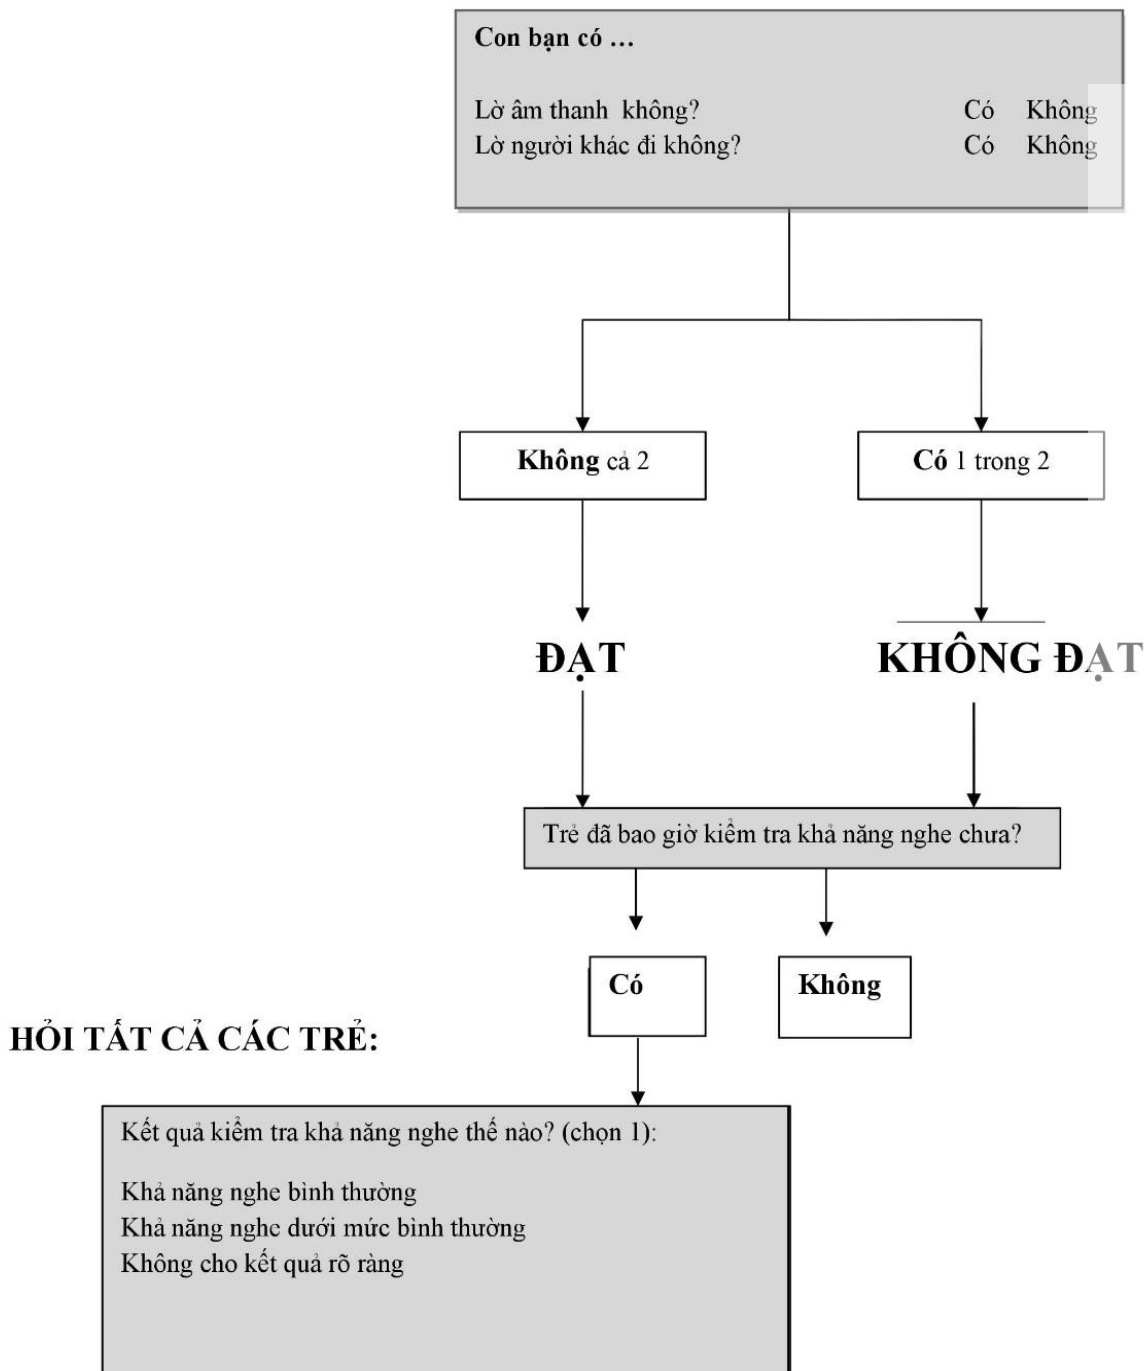 Con bạn có ...
Lờ âm thanh không? Có Không
Lờ người khác đi không? Có Không
Không cả 2
Có 1 trong 2
ĐẠT
KHÔNG ĐẠT
Trẻ đã bao giờ kiểm tra khả năng nghe chưa?
Có
Không
HỎI TẤT CẢ CÁC TRẺ:
Kết quả kiểm tra khả năng nghe thế nào? (chọn 1):
Khả năng nghe bình thường
Khả năng nghe dưới mức bình thường
Không cho kết quả rõ ràng